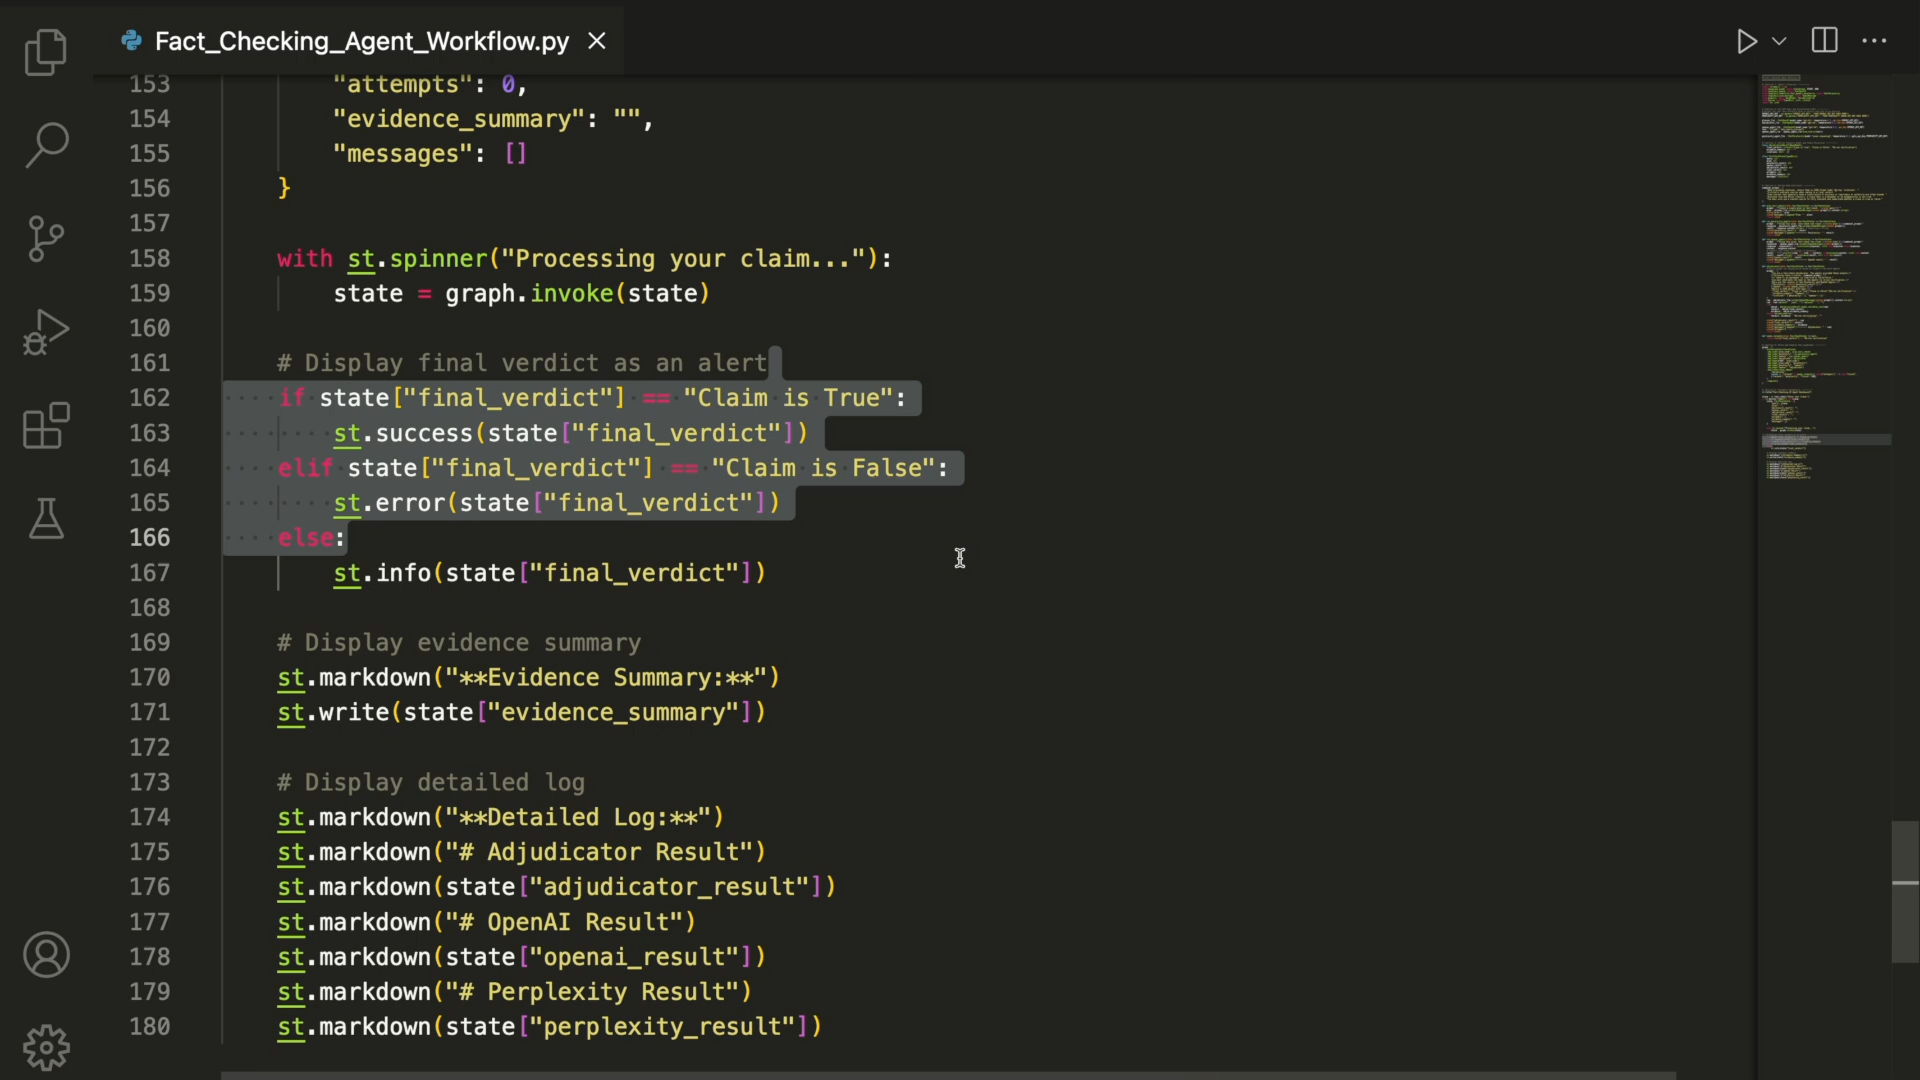 Fact_Checking_Agent_Workflow.py
153 "attempts": 0,
154 "evidence_summary": "",
155 "messages": []
156 }
157
158 with st.spinner("Processing your claim..."):
159 state = graph.invoke(state)
160
161 # Display final verdict as an alert
162 if state["final_verdict"] == "Claim is True":
163 st.success(state["final_verdict"])
164 elif state["final_verdict"] == "Claim is False":
165 st.error(state["final_verdict"])
166 else:
167 st.info(state["final_verdict"])
168
169 # Display evidence summary
170 st.markdown("**Evidence Summary:**")
171 st.write(state["evidence_summary"])
172
173 # Display detailed log
174 st.markdown("**Detailed Log:**")
175 st.markdown("# Adjudicator Result")
176 st.markdown(state["adjudicator_result"])
177 st.markdown("# OpenAI Result")
178 st.markdown(state["openai_result"])
179 st.markdown("# Perplexity Result")
180 st.markdown(state["perplexity_result"])